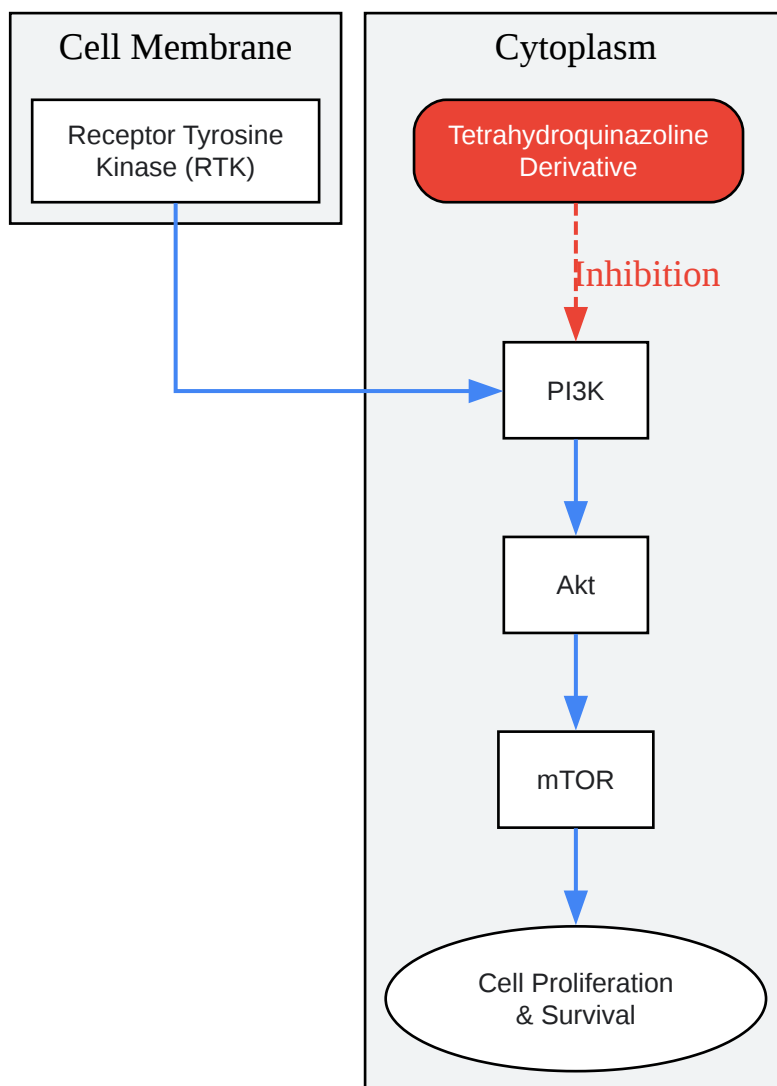 Cell Membrane
Receptor Tyrosine
Kinase (RTK)
Cytoplasm
Tetrahydroquinazoline
Derivative
Inhibition
PI3K
Akt
mTOR
Cell Proliferation
& Survival